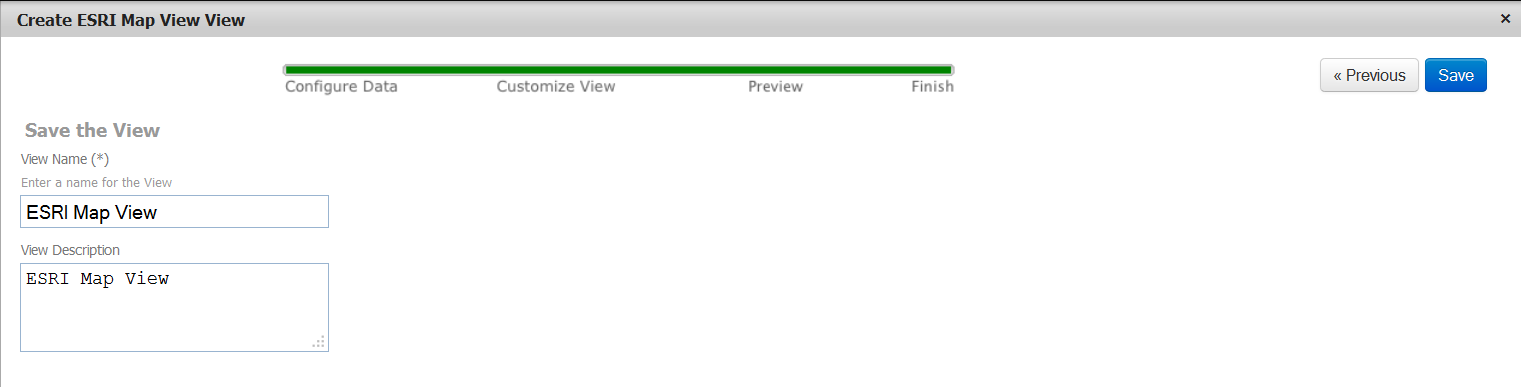 Create ESRI Map View View ×
Configure Data Customize View Preview Finish
« Previous Save
Save the View
View Name (*)
Enter a name for the View
ESRI Map View
View Description
ESRI Map View